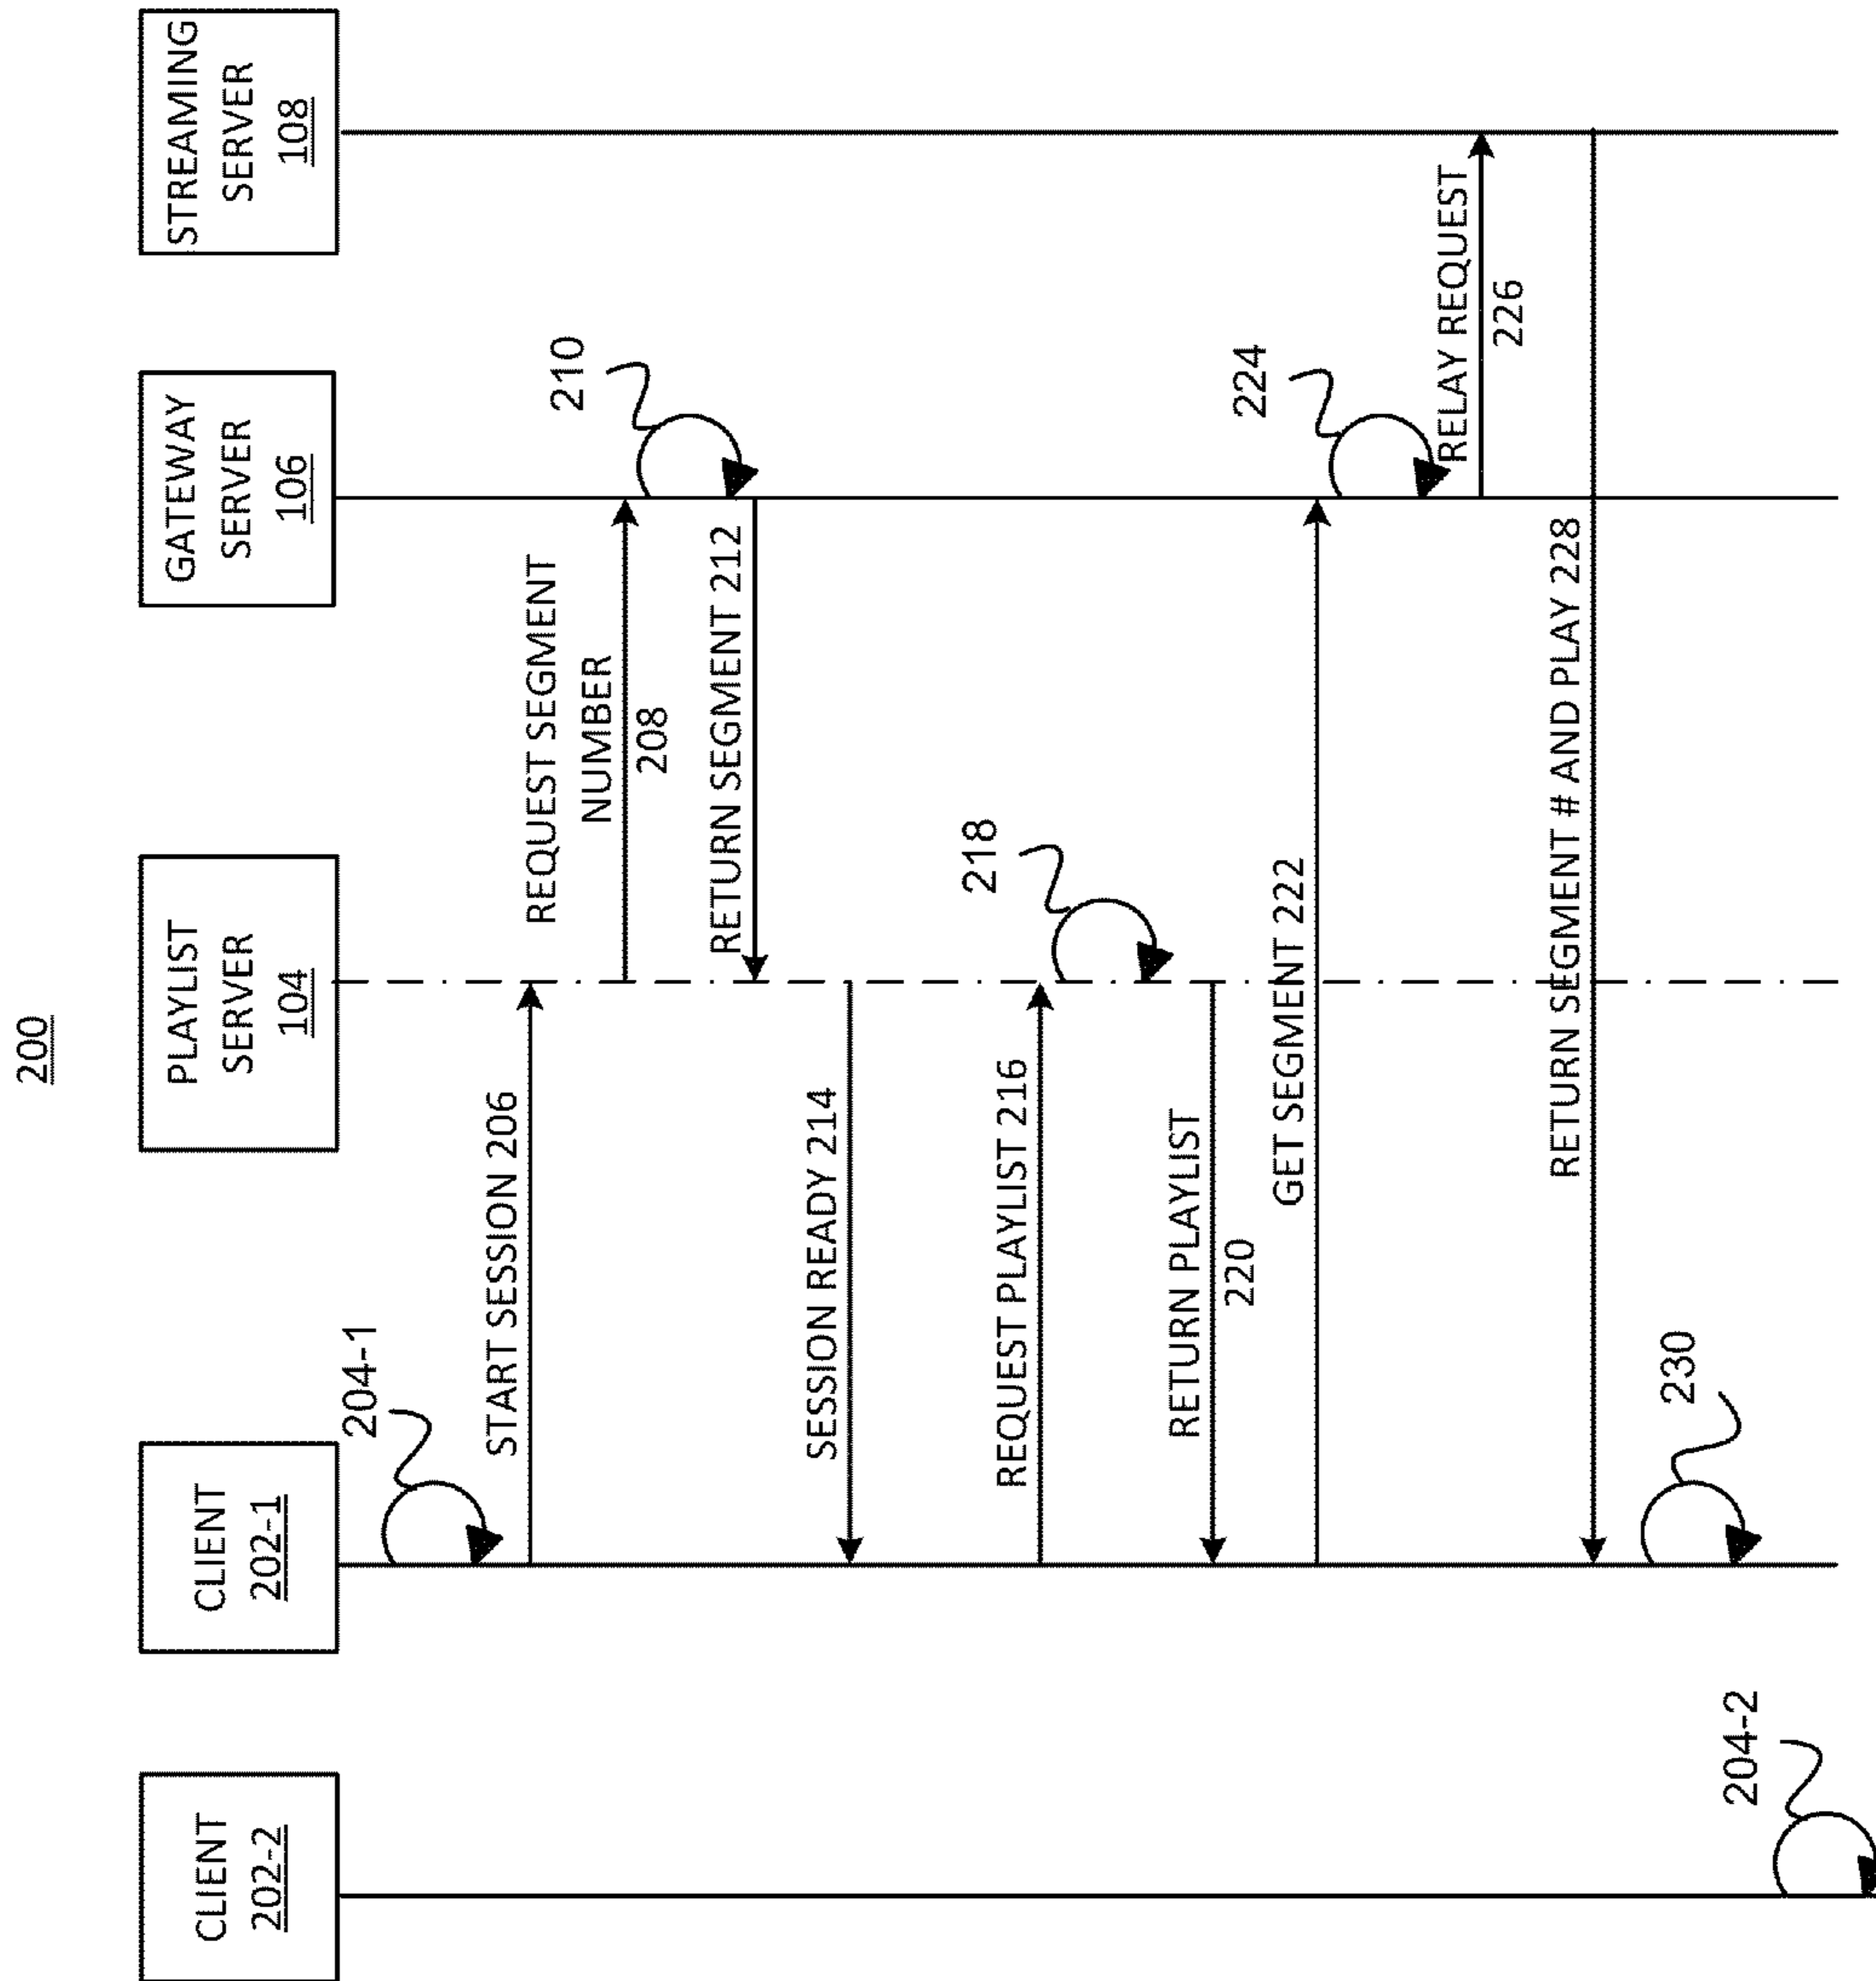 200
CLIENT
202-2
CLIENT
202-1
PLAYLIST
SERVER
104
GATEWAY
SERVER
106
STREAMING
SERVER
108
204-1
START SESSION 206
REQUEST SEGMENT
NUMBER
208
210
RETURN SEGMENT 212
SESSION READY 214
REQUEST PLAYLIST 216
218
RETURN PLAYLIST
220
GET SEGMENT 222
224
RELAY REQUEST
226
RETURN SEGMENT # AND PLAY 228
230
204-2